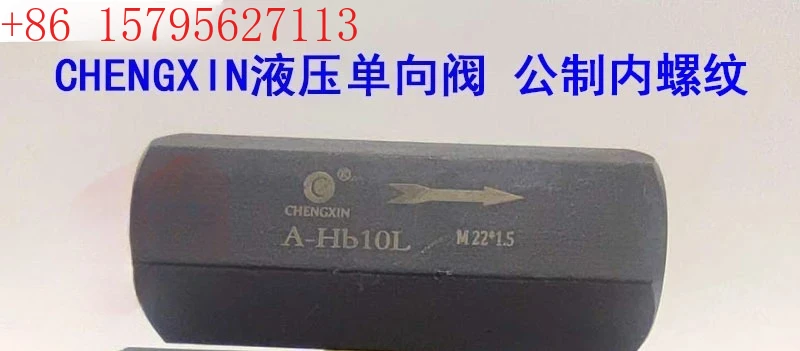 +86 15795627113
CHENGXIN液压单向阀 公制内螺纹
®
CHENGXIN
A-Hb10L M22*1.5